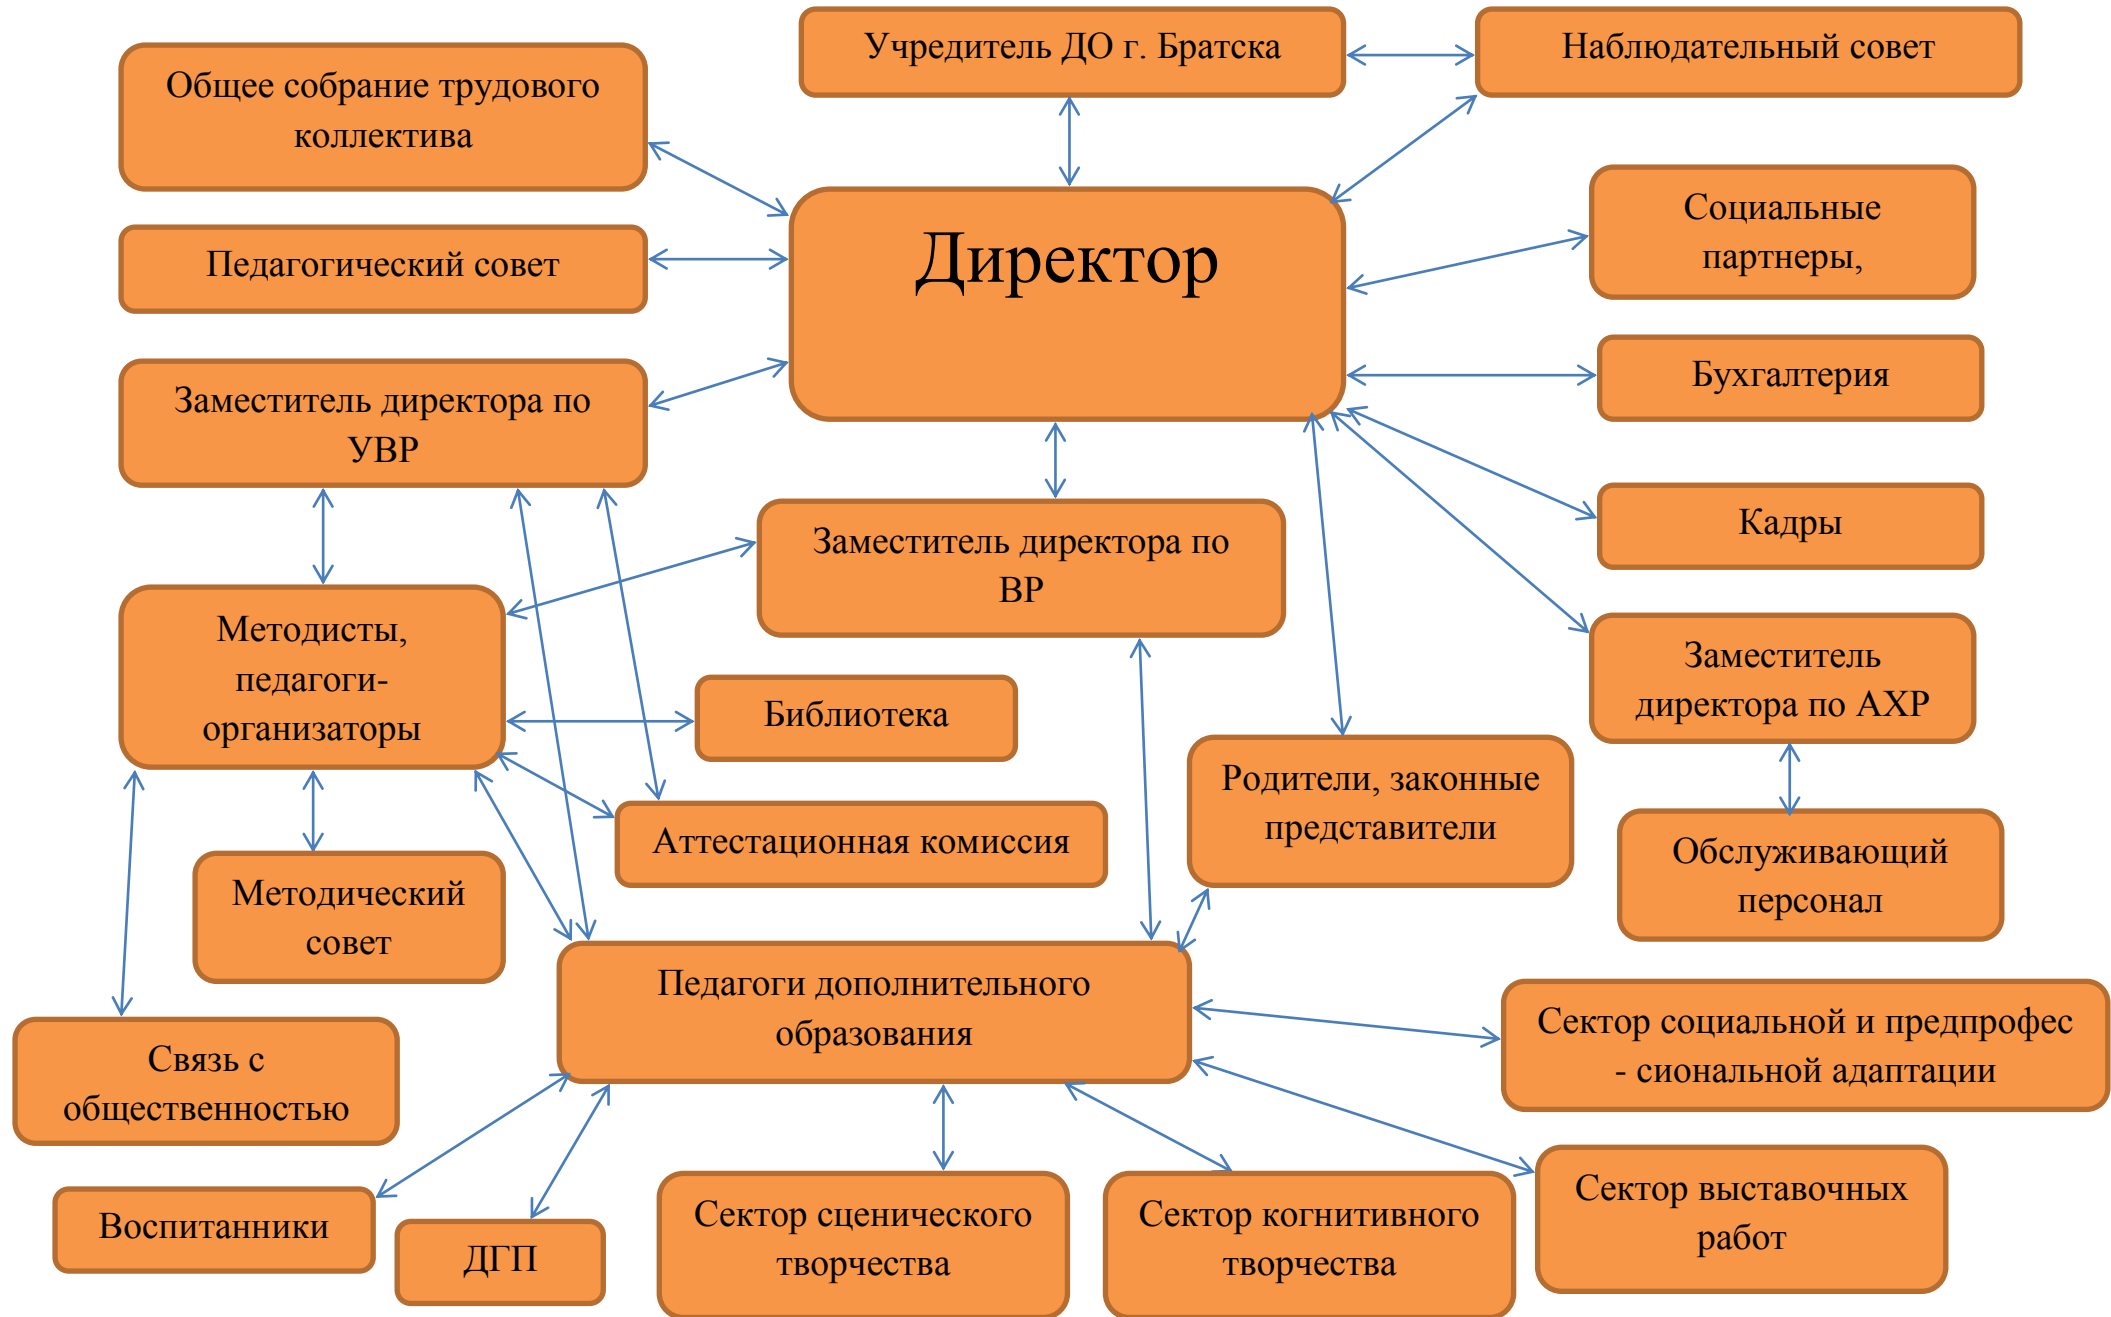 Учредитель ДО г. Братска
Наблюдательный совет
Общее собрание трудового
коллектива
Директор
Социальные
партнеры,
Педагогический совет
Бухгалтерия
Заместитель директора по
УВР
Кадры
Заместитель директора по
ВР
Методисты,
педагоги-
организаторы
Заместитель
директора по АХР
Библиотека
Родители, законные
представители
Аттестационная комиссия
Обслуживающий
персонал
Методический
совет
Педагоги дополнительного
образования
Сектор социальной и предпрофес
- сиональной адаптации
Связь с
общественностью
Сектор выставочных
работ
Воспитанники
ДГП
Сектор сценического
творчества
Сектор когнитивного
творчества